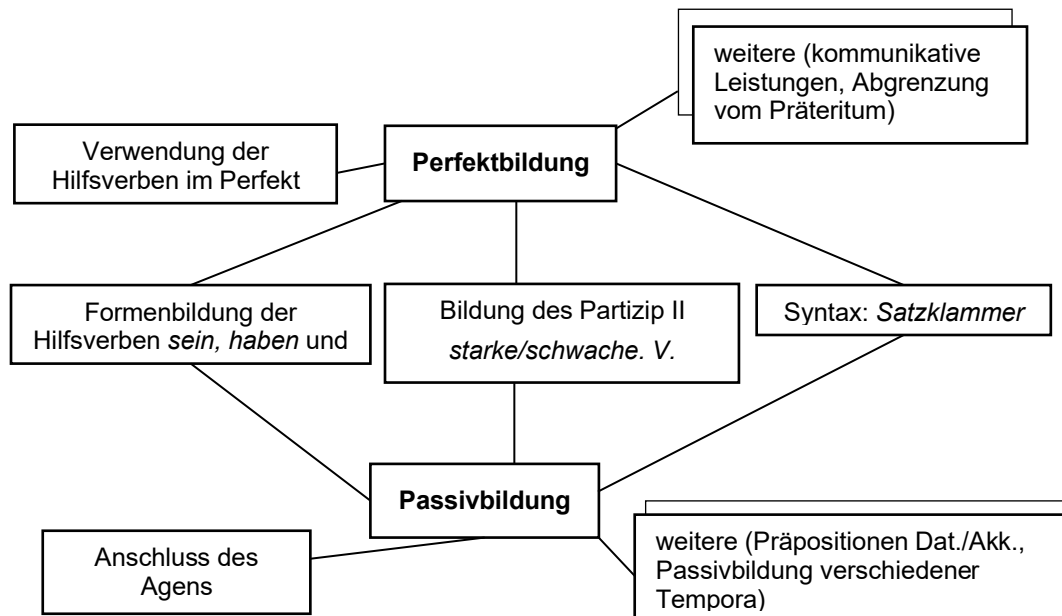 weitere (kommunikative
Leistungen, Abgrenzung
vom Präteritum)
Verwendung der
Hilfsverben im Perfekt
Perfektbildung
Formenbildung der
Hilfsverben sein, haben und
Bildung des Partizip II
starke/schwache. V.
Syntax: Satzklammer
Passivbildung
Anschluss des
Agens
weitere (Präpositionen Dat./Akk.,
Passivbildung verschiedener
Tempora)